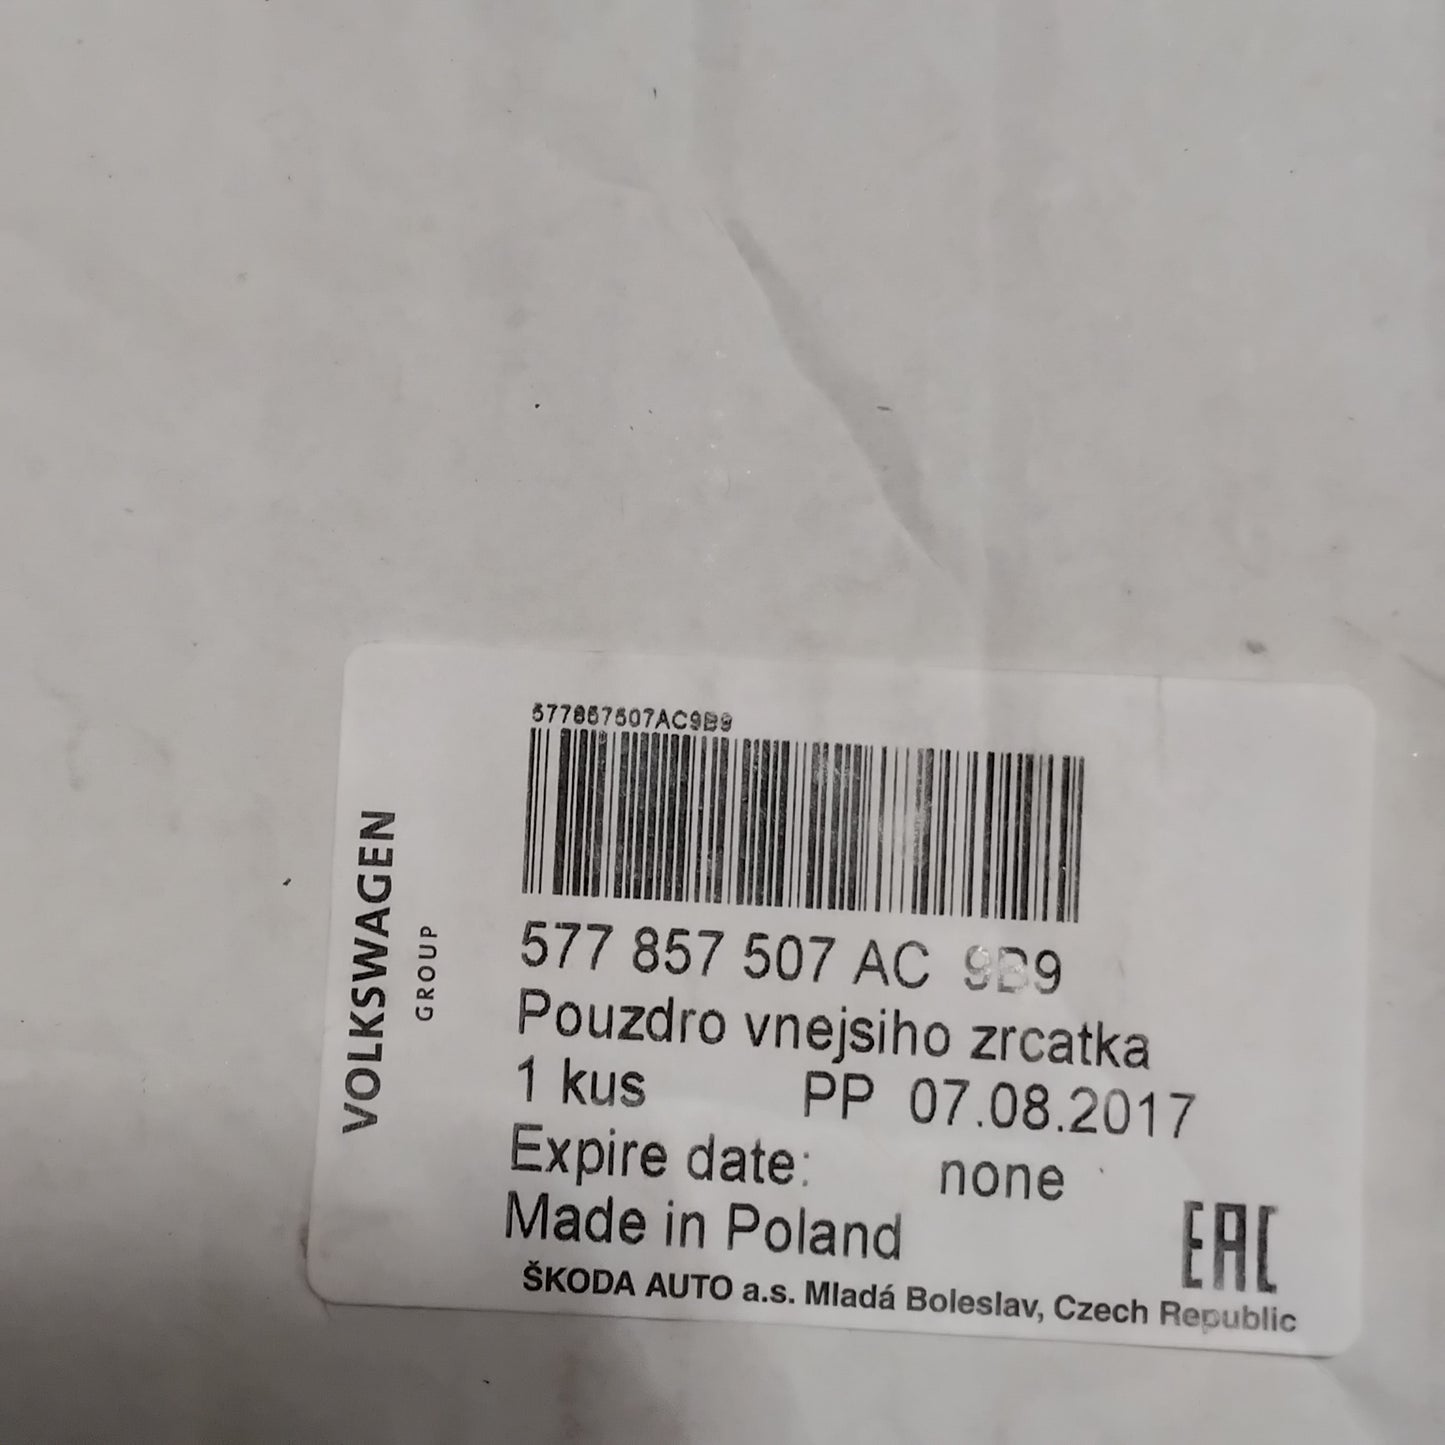 577857507AC9B9
577 857 507 AC 9B9
Pouzdro vnejsiho zrcatka
1 kus PP 07.08.2017
Expire date: none
Made in Poland
EAC
ŠKODA AUTO a.s. Mladá Boleslav, Czech Republic
VOLKSWAGEN
GROUP